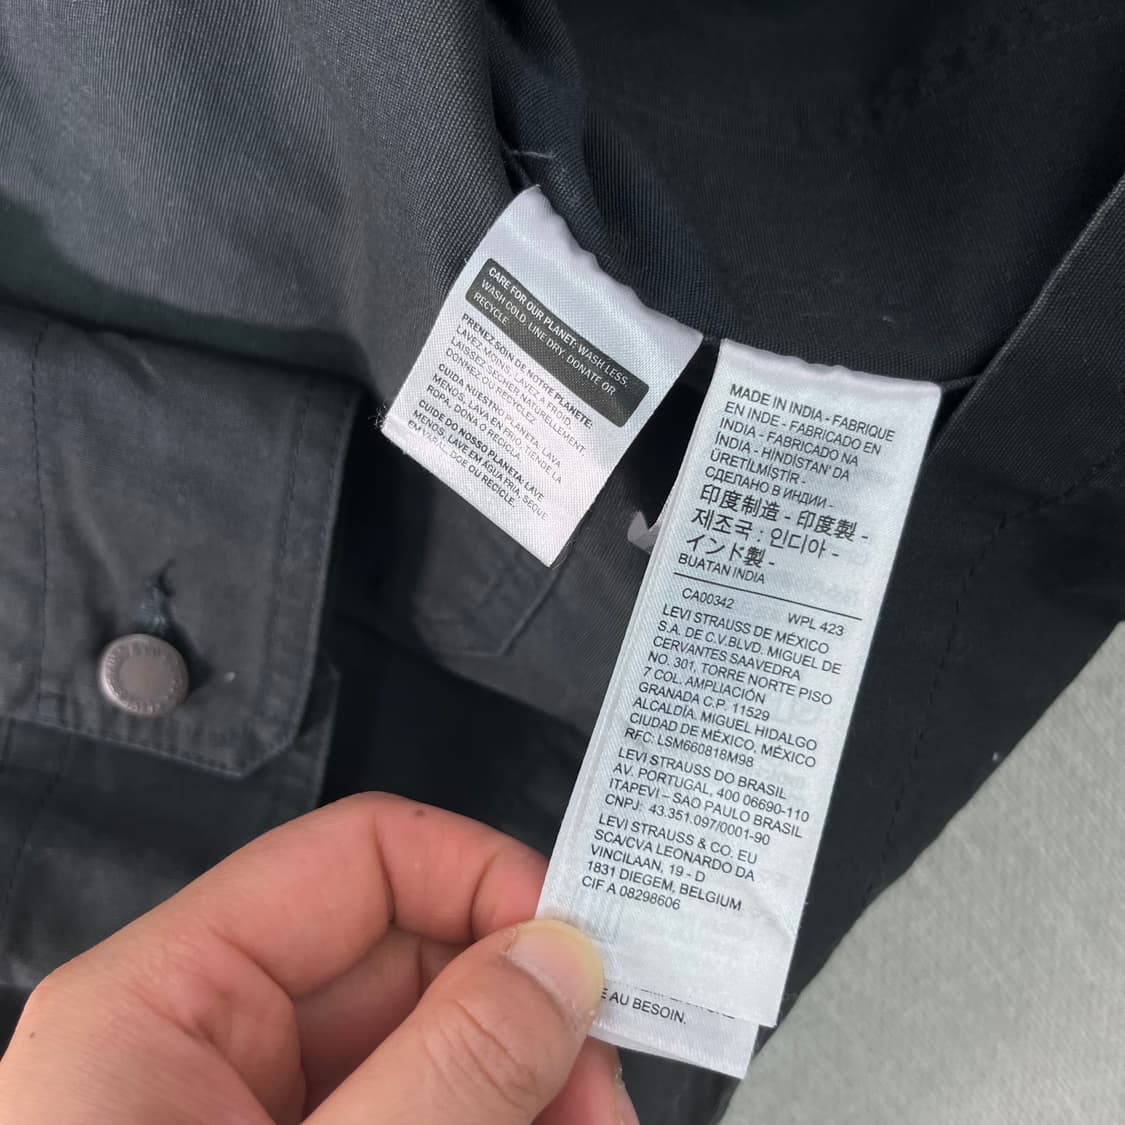 CARE FOR OUR PLANET: WASH LESS,
WASH COLD, LINE DRY, DONATE OR
RECYCLE.
PRENEZ SOIN DE NOTRE PLANÈTE:
LAVEZ MOINS, LAVEZ À FROID,
LAISSEZ SÉCHER NATURELLEMENT,
DONNEZ OU RECYCLEZ.
CUIDA NUESTRO PLANETA: LAVA
MENOS, LAVA EN FRÍO, TIENDE LA
ROPA, DONA O RECICLA.
CUIDE DO NOSSO PLANETA: LAVE
MENOS, LAVE EM ÁGUA FRIA, SEQUE
EM VARAL, DOE OU RECICLE.
MADE IN INDIA - FABRIQUE
EN INDE - FABRICADO EN
INDIA - FABRICADO NA
ÍNDIA - HİNDİSTAN' DA
ÜRETİLMİŞTİR -
СДЕЛАНО В ИНДИИ -
印度制造 - 印度製 -
제조국 : 인디아 -
インド製 -
BUATAN INDIA
CA00342 WPL 423
LEVI STRAUSS DE MÉXICO
S.A. DE C.V.BLVD. MIGUEL DE
CERVANTES SAAVEDRA
NO. 301, TORRE NORTE PISO
7 COL. AMPLIACIÓN
GRANADA C.P. 11529
ALCALDÍA. MIGUEL HIDALGO
CIUDAD DE MÉXICO, MÉXICO
RFC: LSM660818M98
LEVI STRAUSS DO BRASIL
AV. PORTUGAL, 400 06690-110
ITAPEVI – SAO PAULO BRASIL
CNPJ: 43.351.097/0001-90
LEVI STRAUSS & CO. EU
SCA/CVA LEONARDO DA
VINCILAAN, 19 - D
1831 DIEGEM, BELGIUM
CIF A 08298606
E AU BESOIN.